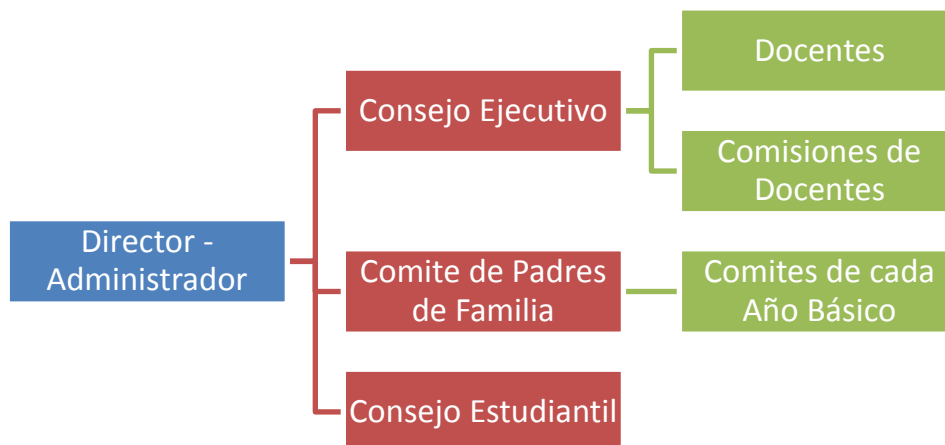 Director -
Administrador
Consejo Ejecutivo
Docentes
Comisiones de
Docentes
Comite de Padres
de Familia
Comites de cada
Año Básico
Consejo Estudiantil